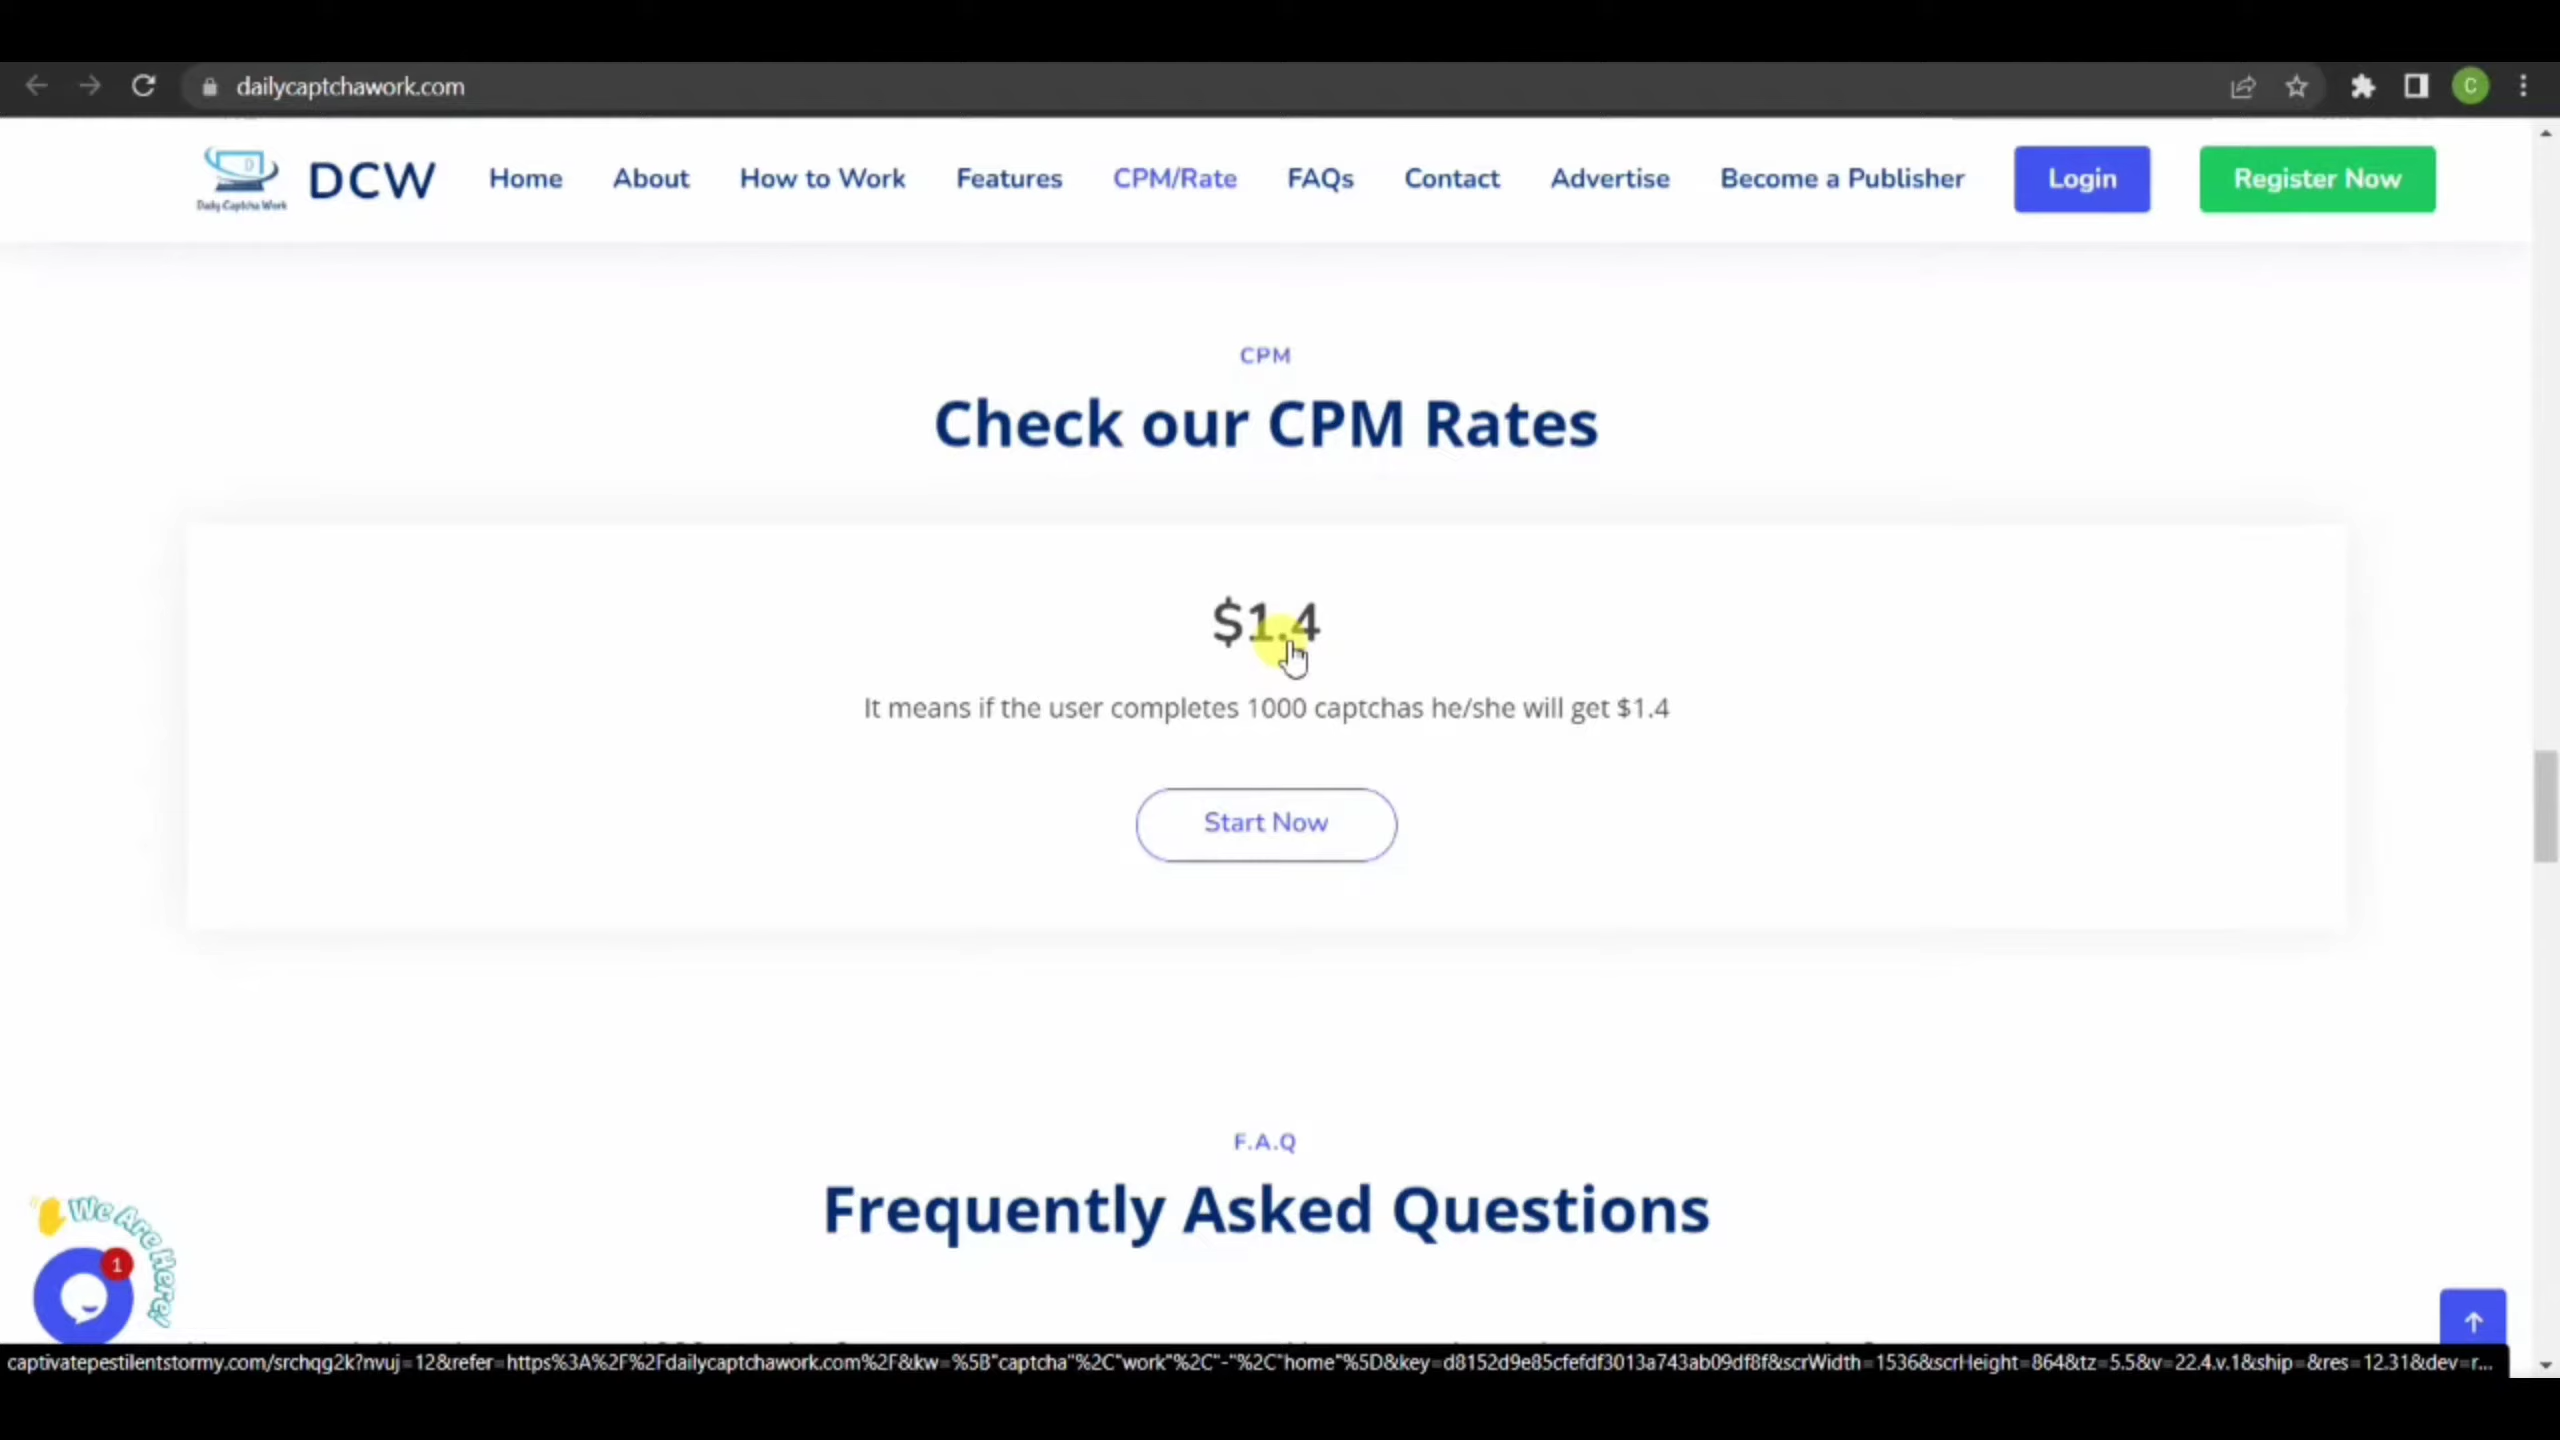 dailycaptchawork.com
C
Daily Captcha Work
DCW
Home
About
How to Work
Features
CPM/Rate
FAQs
Contact
Advertise
Become a Publisher
Login
Register Now
CPM
Check our CPM Rates
$1.4
It means if the user completes 1000 captchas he/she will get $1.4
Start Now
F.A.Q
Frequently Asked Questions
We Are Here!
1
captivatepestilentstormy.com/srchqg2k?nvuj=12&refer=https%3A%2F%2Fdailycaptchawork.com%2F&kw=%5B"captcha"%2C"work"%2C"-"%2C"home"%5D&key=d8152d9e85cfefdf3013a743ab09df8f&scrWidth=1536&scrHeight=864&tz=5.5&v=22.4.v.1&ship=&res=12.31&dev=r...